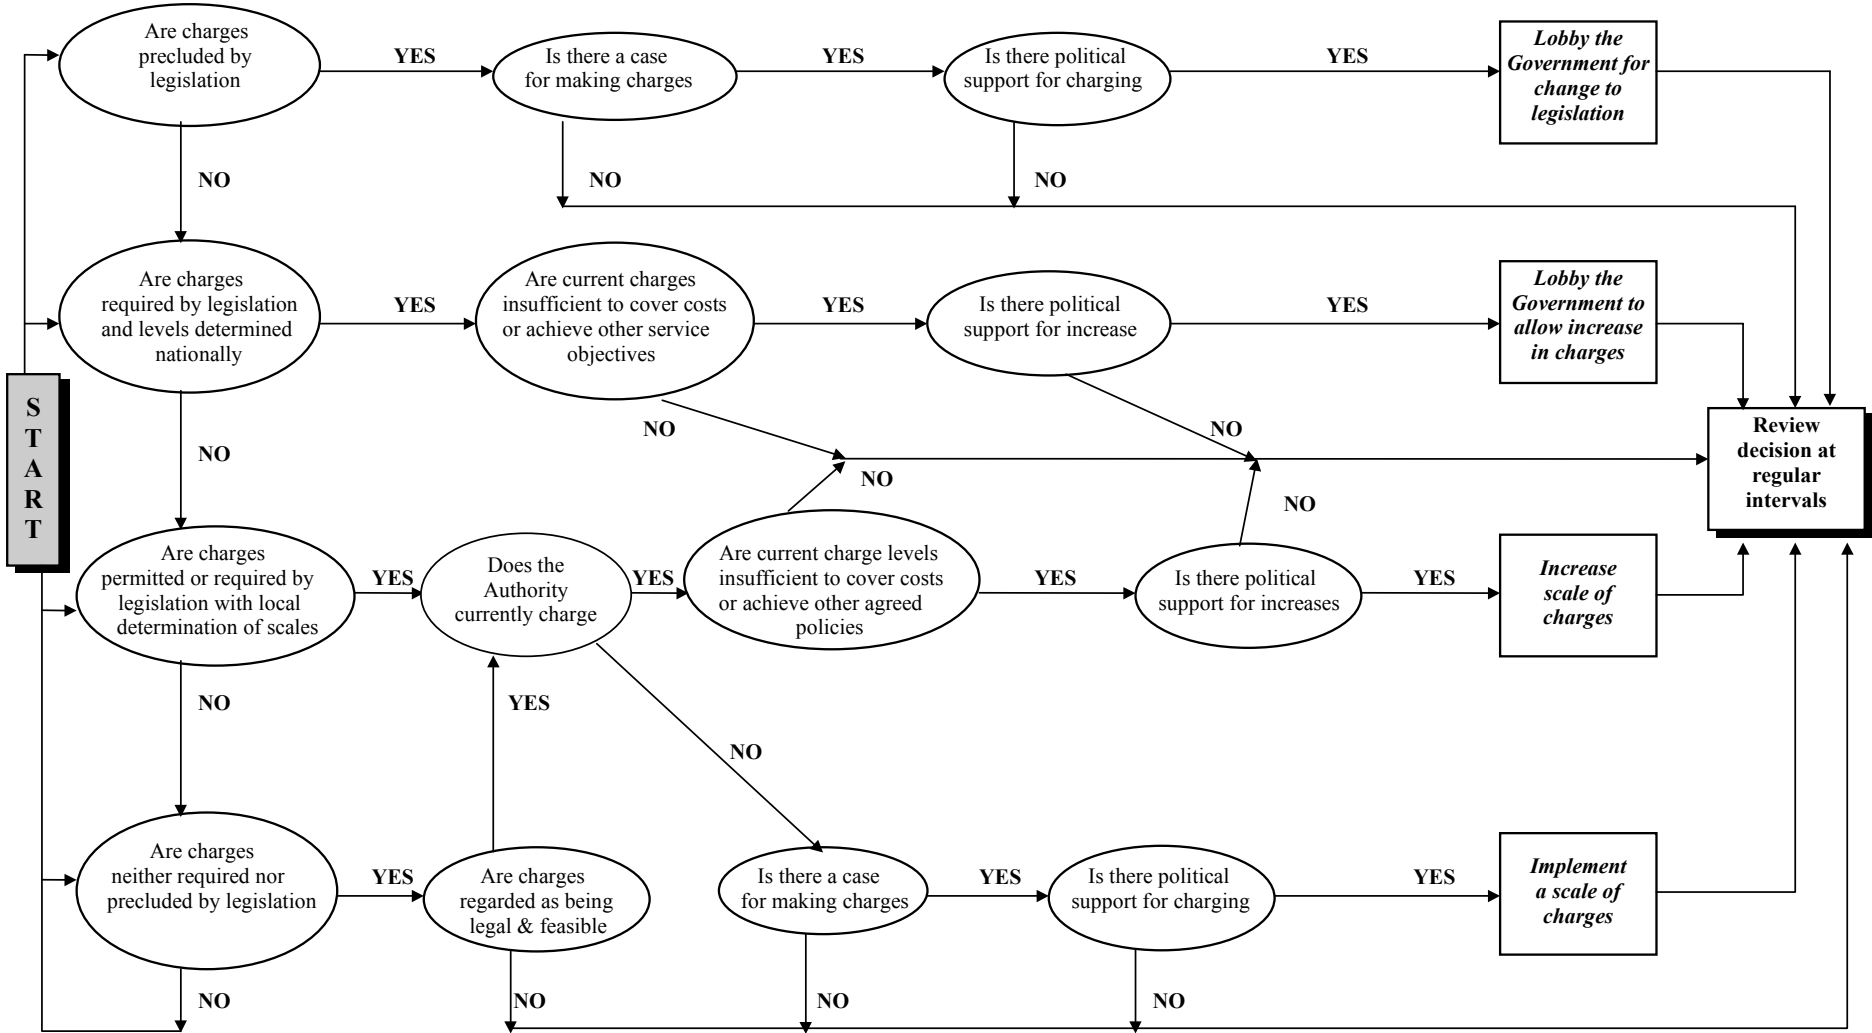 Are charges
precluded by
legislation
YES
Is there a case
for making charges
YES
Is there political
support for charging
YES
Lobby the
Government for
change to
legislation
NO
NO
NO
Are charges
required by legislation
and levels determined
nationally
YES
Are current charges
insufficient to cover costs
or achieve other service
objectives
YES
Is there political
support for increase
YES
Lobby the
Government to
allow increase
in charges
S
T
A
R
T
NO
NO
NO
Review
decision at
regular
intervals
NO
NO
Are charges
permitted or required by
legislation with local
determination of scales
YES
Does the
Authority
currently charge
YES
Are current charge levels
insufficient to cover costs
or achieve other agreed
policies
YES
Is there political
support for increases
YES
Increase
scale of
charges
NO
YES
NO
Are charges
neither required nor
precluded by legislation
YES
Are charges
regarded as being
legal & feasible
Is there a case
for making charges
YES
Is there political
support for charging
YES
Implement
a scale of
charges
NO
NO
NO
NO